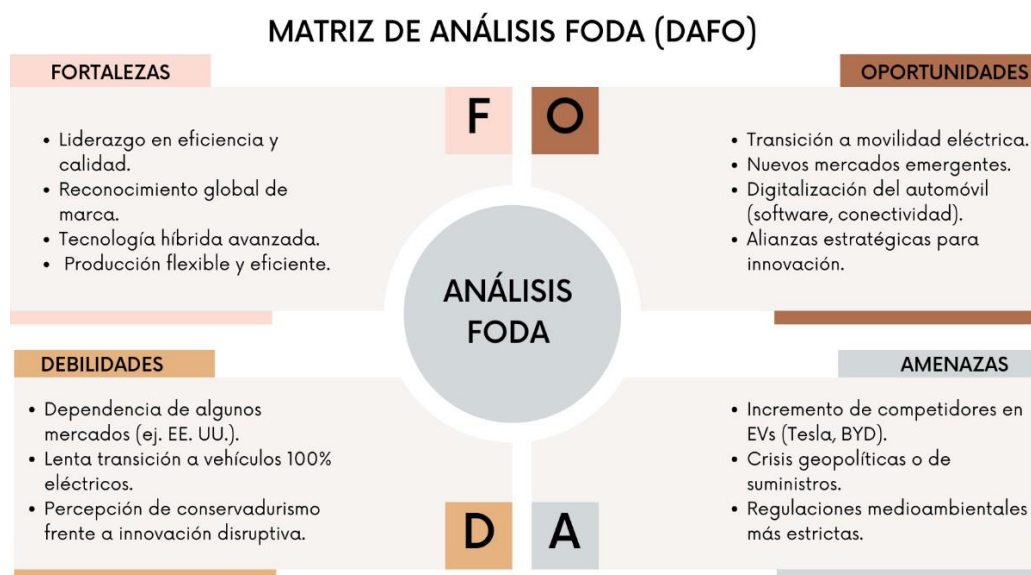 MATRIZ DE ANÁLISIS FODA (DAFO)
FORTALEZAS
F
• Liderazgo en eficiencia y
calidad.
• Reconocimiento global de
marca.
• Tecnología híbrida avanzada.
• Producción flexible y eficiente.
OPORTUNIDADES
O
• Transición a movilidad eléctrica.
• Nuevos mercados emergentes.
• Digitalización del automóvil
(software, conectividad).
• Alianzas estratégicas para
innovación.
ANÁLISIS
FODA
DEBILIDADES
• Dependencia de algunos
mercados (ej. EE. UU.).
• Lenta transición a vehículos 100%
eléctricos.
• Percepción de conservadurismo
frente a innovación disruptiva.
D
AMENAZAS
• Incremento de competidores en
EVs (Tesla, BYD).
• Crisis geopolíticas o de
suministros.
• Regulaciones medioambientales
más estrictas.
A